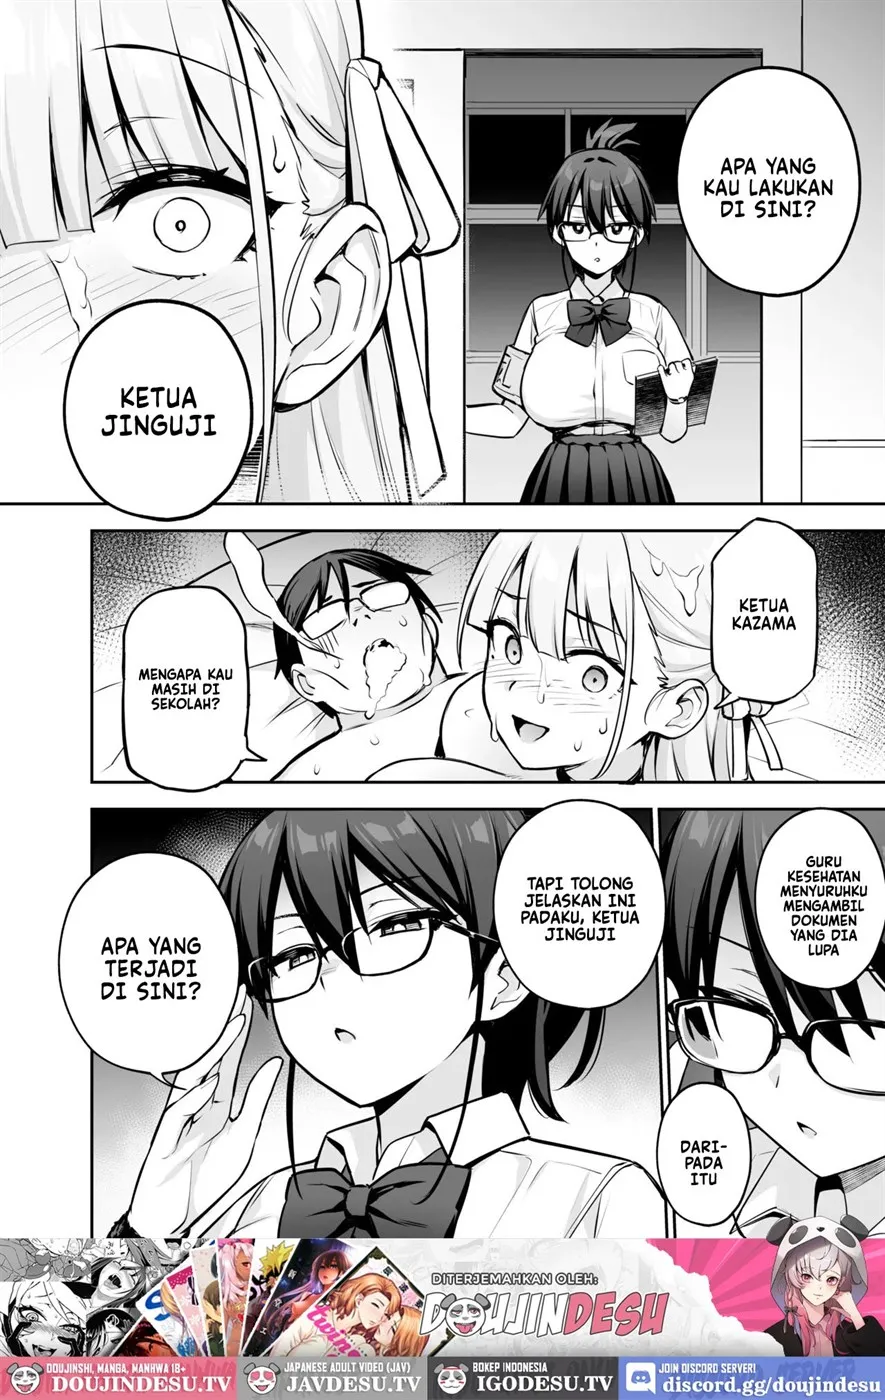 APA YANG
KAU LAKUKAN
DI SINI?
KETUA
JINGUJI
KETUA
KAZAMA
MENGAPA KAU
MASIH DI
SEKOLAH?
GURU
KESEHATAN
MENYURUHKU
MENGAMBIL
DOKUMEN
YANG DIA
LUPA
DARI-
PADA
ITU
TAPI TOLONG
JELASKAN INI
PADAKU, KETUA
JINGUJI
APA YANG
TERJADI
DI SINI?
DITERJEMAHKAN OLEH:
DOUJINDESU
DOUJINSHI, MANGA, MANHWA 18+
DOUJINDESU.TV
JAPANESE ADULT VIDEO (JAV)
JAVDESU.TV
BOKEP INDONESIA
IGODESU.TV
JOIN DISCORD SERVER!
discord.gg/doujindesu